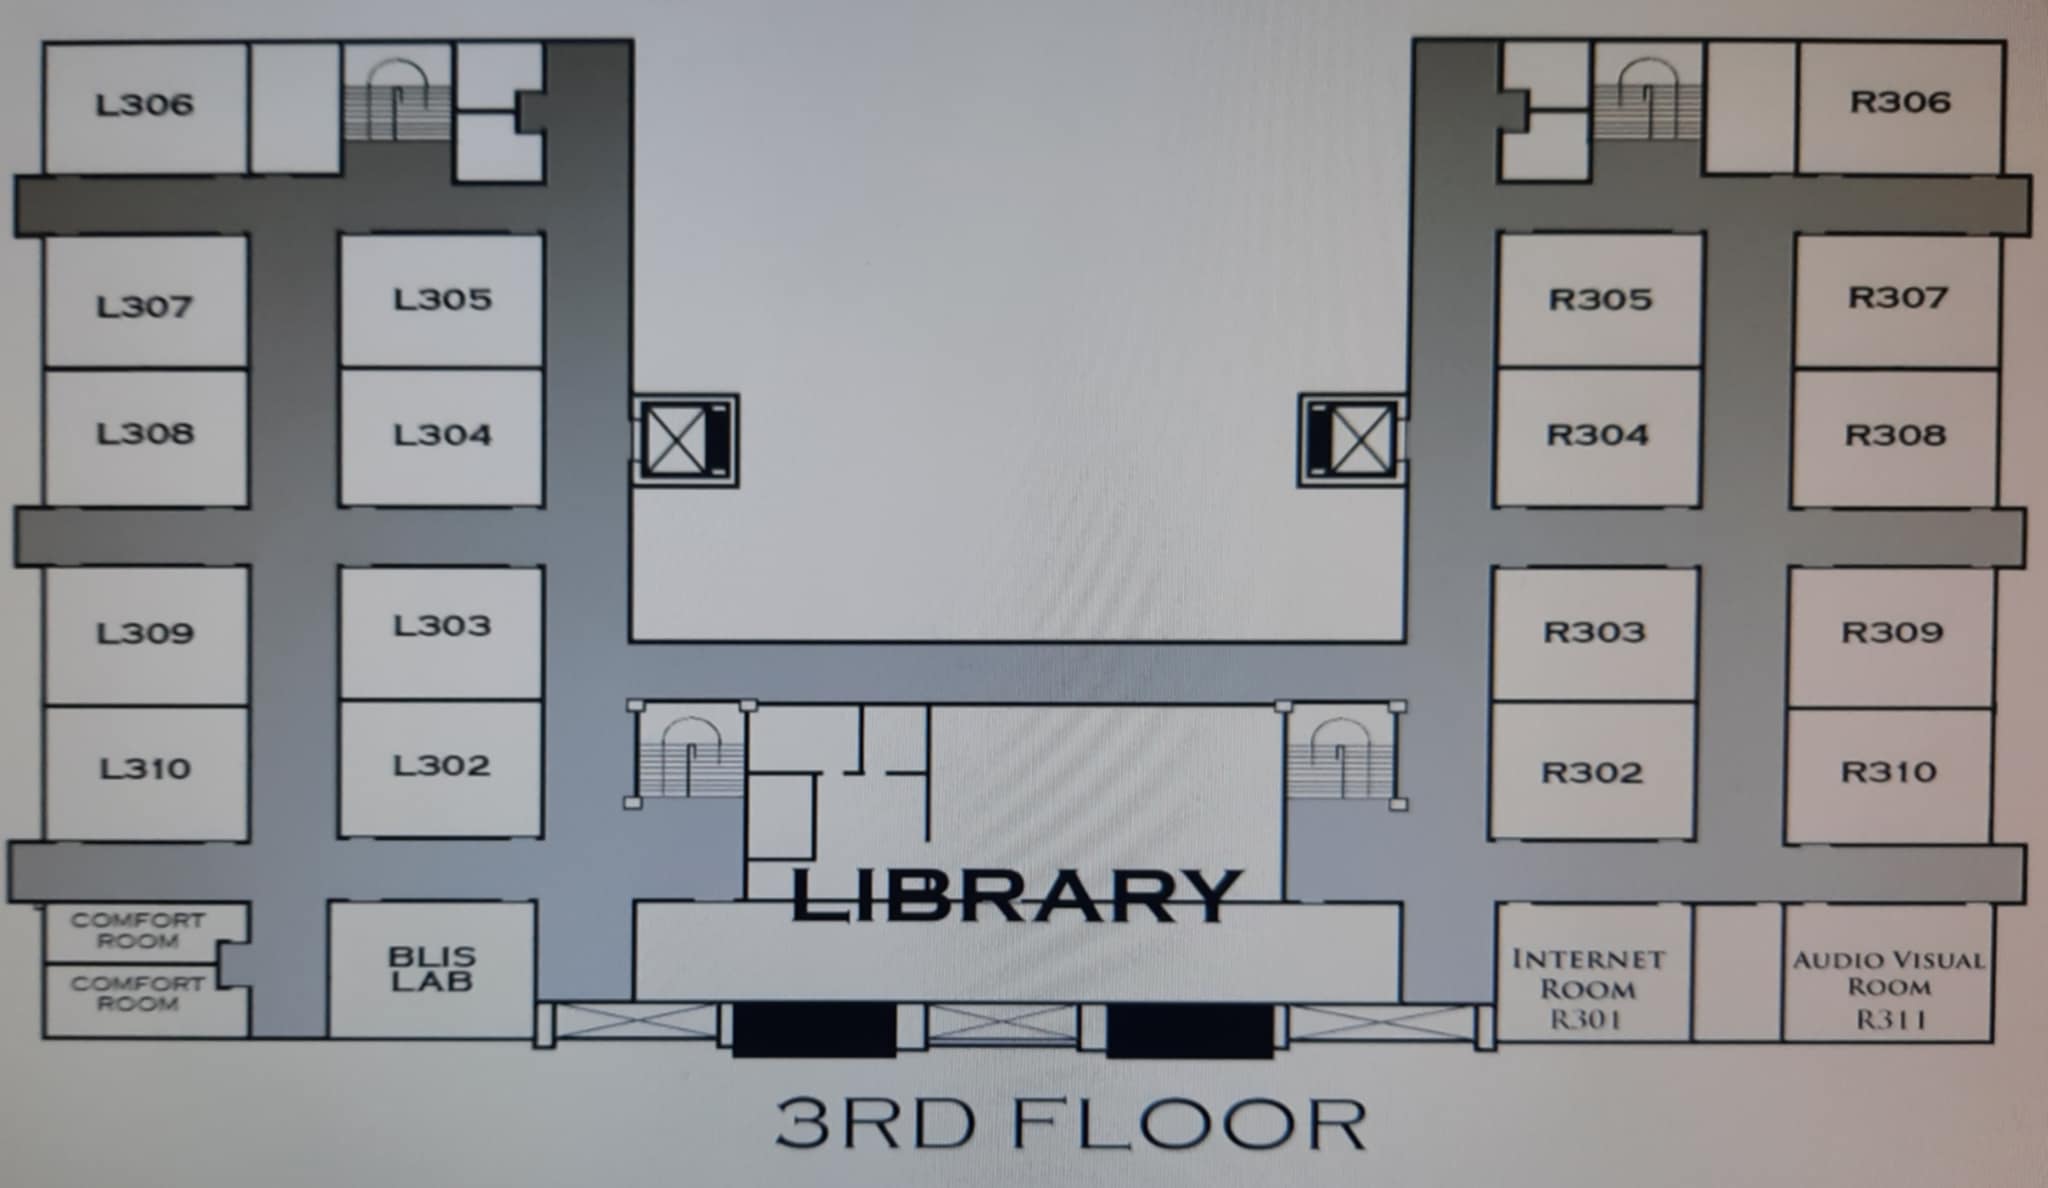 L306
R306
L307
L305
R305
R307
L308
L304
R304
R308
L309
L303
R303
R309
L310
L302
R302
R310
LIBRARY
COMFORT
ROOM
COMFORT
ROOM
BLIS
LAB
INTERNET
ROOM
R301
AUDIO VISUAL
ROOM
R311
3RD FLOOR